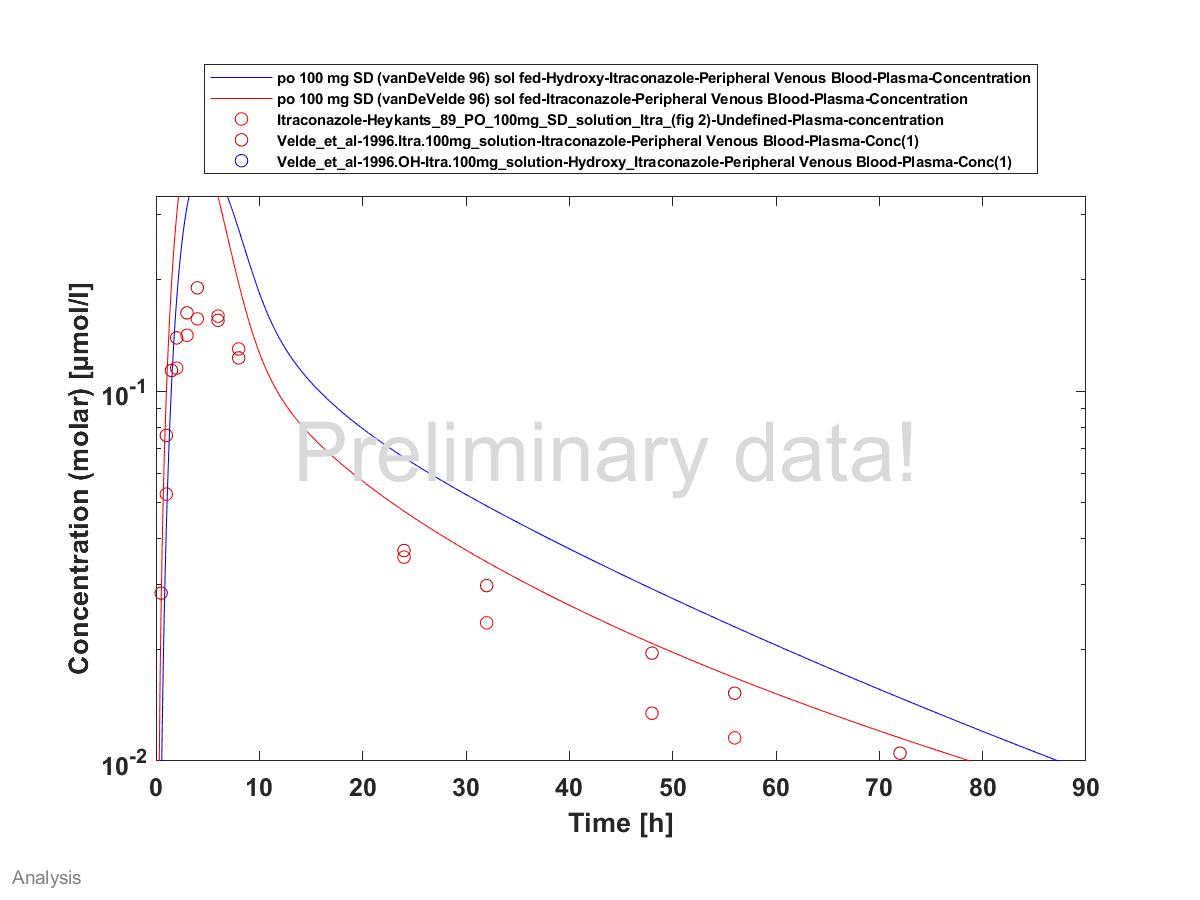 po 100 mg SD (vanDeVelde 96) sol fed-Hydroxy-Itraconazole-Peripheral Venous Blood-Plasma-Concentration
po 100 mg SD (vanDeVelde 96) sol fed-Itraconazole-Peripheral Venous Blood-Plasma-Concentration
Itraconazole-Heykants_89_PO_100mg_SD_solution_Itra_(fig 2)-Undefined-Plasma-concentration
Velde_et_al-1996.Itra.100mg_solution-Itraconazole-Peripheral Venous Blood-Plasma-Conc(1)
Velde_et_al-1996.OH-Itra.100mg_solution-Hydroxy_Itraconazole-Peripheral Venous Blood-Plasma-Conc(1)
Concentration (molar) [µmol/l]
10⁻¹
10⁻²
Preliminary data!
0 10 20 30 40 50 60 70 80 90
Time [h]
Analysis